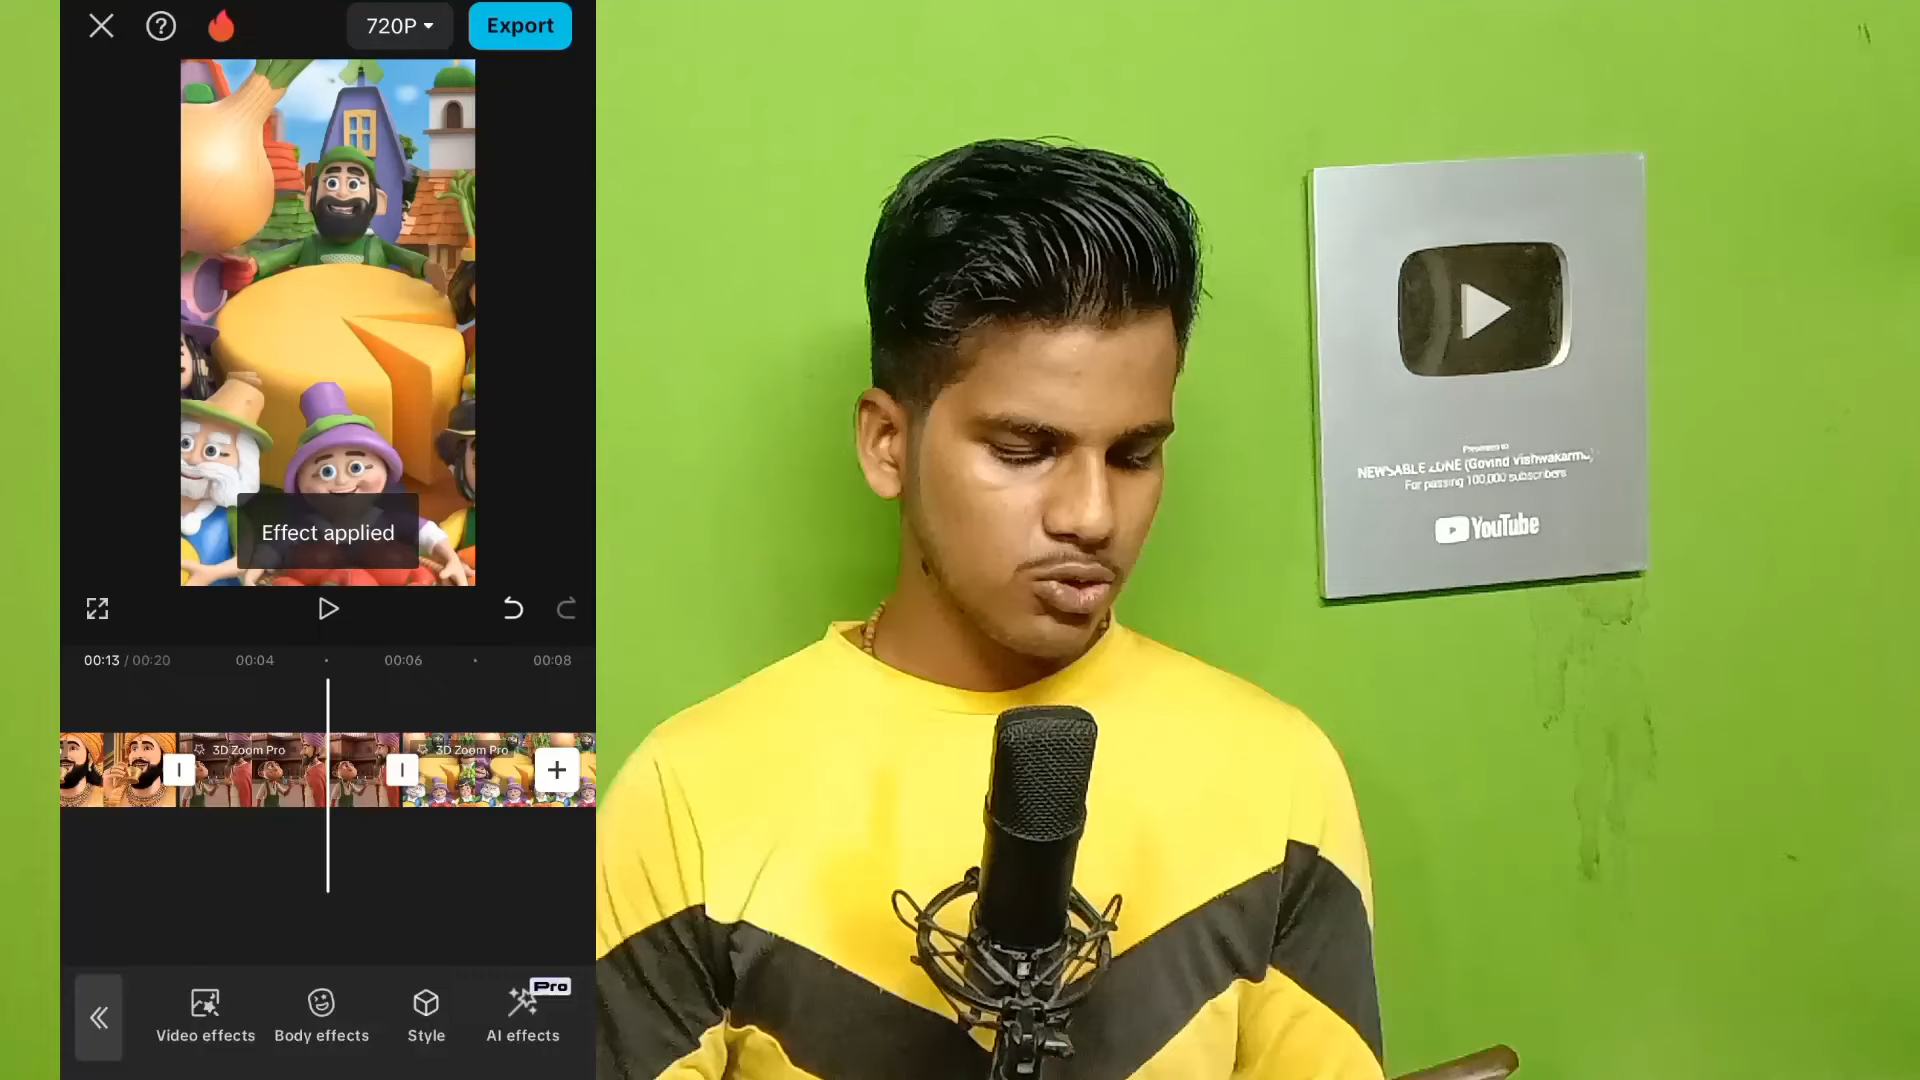 720P
Export
Effect applied
00:13 / 00:20
00:04
00:06
00:08
3D Zoom Pro
3D Zoom Pro
Pro
Video effects
Body effects
Style
AI effects
Presented to
NEWSABLE ZONE (Govind Vishwakarma)
For passing 100,000 subscribers
YouTube